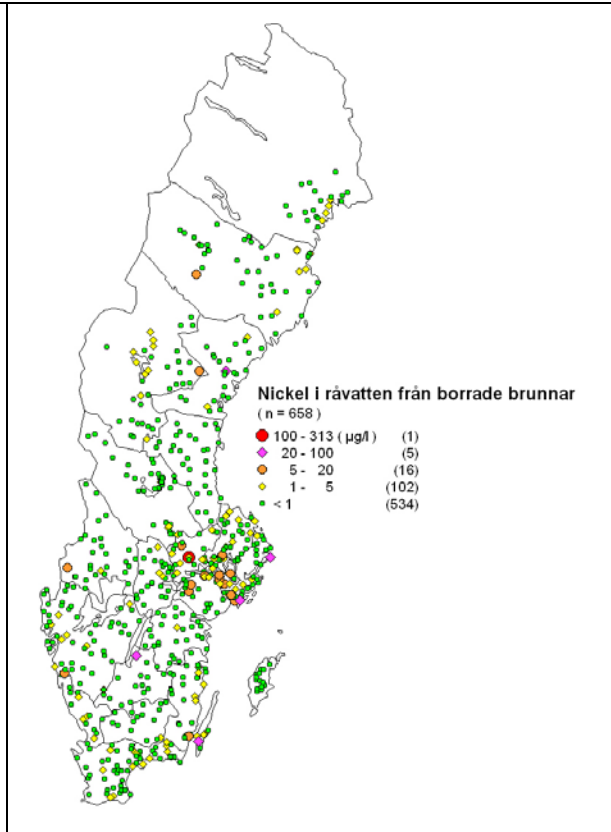 Nickel i råvatten från borrade brunnar
( n = 658 )
100 - 313 ( µg/l ) (1)
20 - 100 (5)
5 - 20 (16)
1 - 5 (102)
< 1 (534)